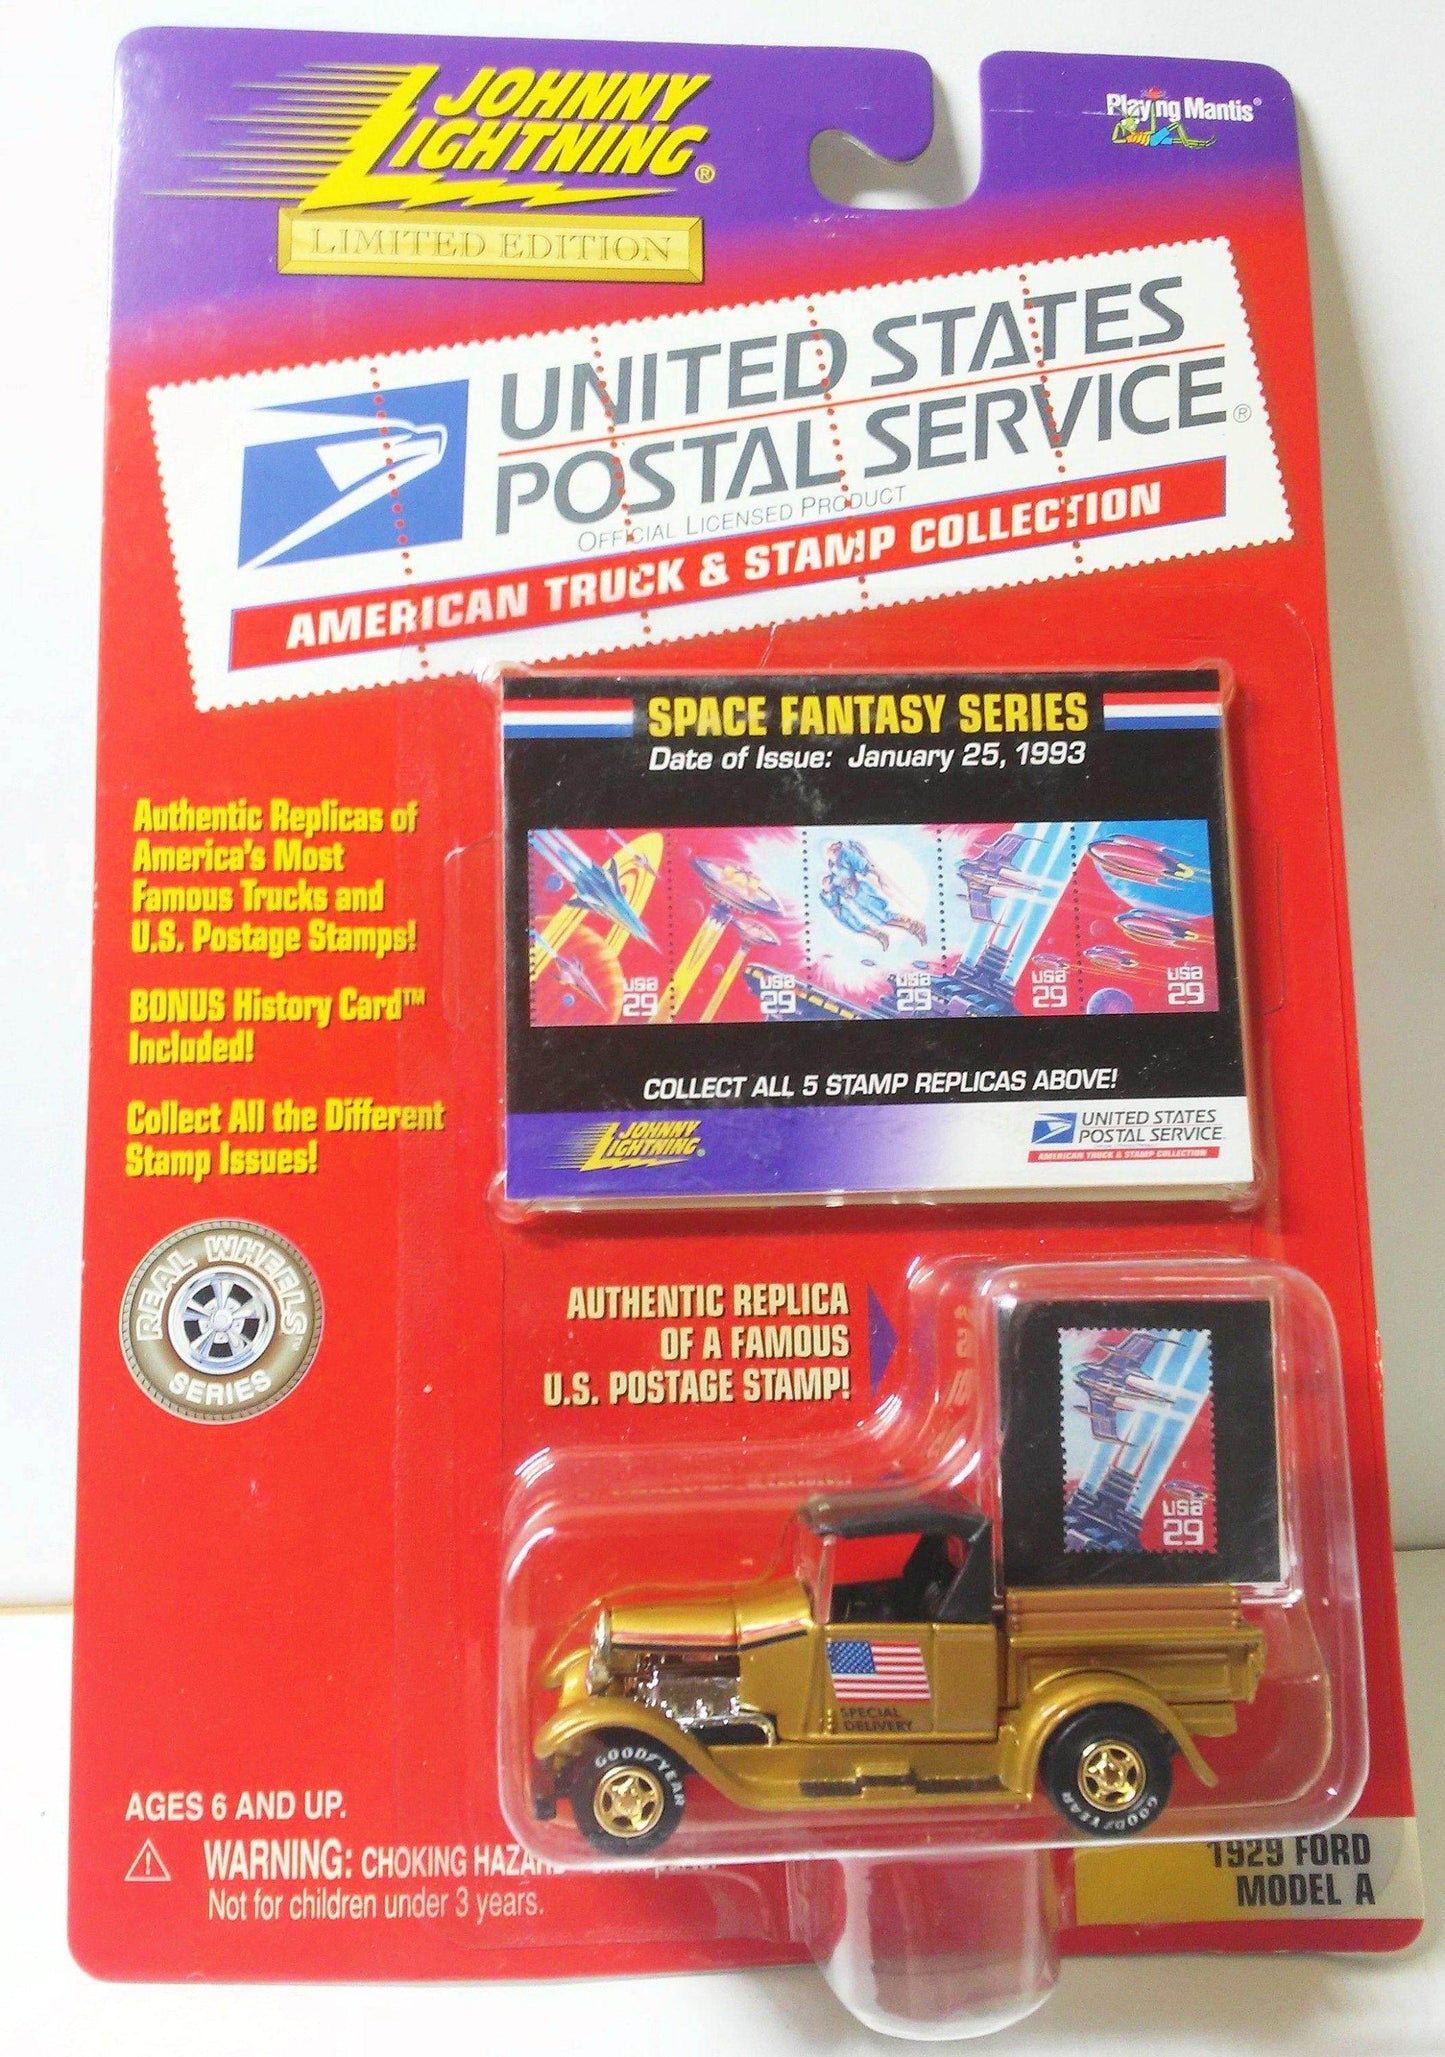 JOHNNY
LIGHTNING®
LIMITED EDITION
Playing Mantis®
UNITED STATES
POSTAL SERVICE®
OFFICIAL LICENSED PRODUCT
AMERICAN TRUCK & STAMP COLLECTION
SPACE FANTASY SERIES
Date of Issue: January 25, 1993
USA
29
USA
29
USA
29
USA
29
USA
29
COLLECT ALL 5 STAMP REPLICAS ABOVE!
JOHNNY
LIGHTNING®
UNITED STATES
POSTAL SERVICE
AMERICAN TRUCK & STAMP COLLECTION
Authentic Replicas of
America's Most
Famous Trucks and
U.S. Postage Stamps!
BONUS History Card™
Included!
Collect All the Different
Stamp Issues!
REAL WHEELS™
SERIES
AUTHENTIC REPLICA
OF A FAMOUS
U.S. POSTAGE STAMP!
USA
29
SPECIAL
DELIVERY
GOODYEAR
GOODYEAR
AGES 6 AND UP.
WARNING: CHOKING HAZARD
Not for children under 3 years.
1929 FORD
MODEL A